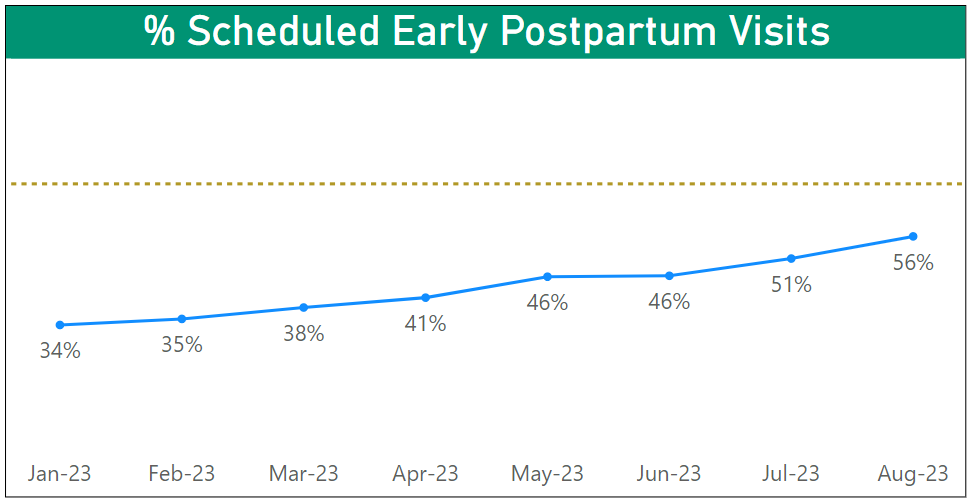 % Scheduled Early Postpartum Visits
34%
35%
38%
41%
46%
46%
51%
56%
Jan-23
Feb-23
Mar-23
Apr-23
May-23
Jun-23
Jul-23
Aug-23